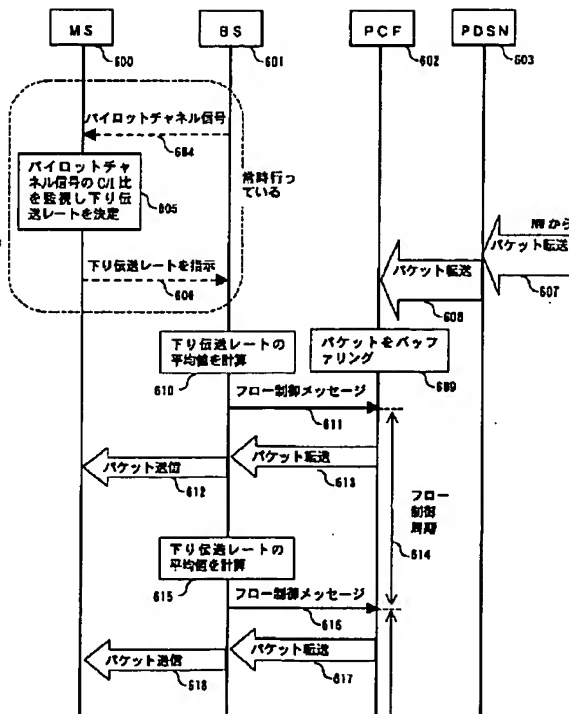 MS
BS
PCF
PDSN
600
601
602
603
パイロットチャネル信号
604
パイロットチャ
ネル信号のC/I比
を監視し下り伝
送レートを決定
605
常時行っ
ている
下り伝送レートを指示
606
NWから
パケット転送
607
パケット転送
608
下り伝送レートの
平均値を計算
610
パケットをバッフ
ァリング
609
フロー制御メッセージ
611
パケット送信
612
パケット転送
613
フロー
制御
周期
614
下り伝送レートの
平均値を計算
615
フロー制御メッセージ
616
パケット転送
617
パケット送信
618